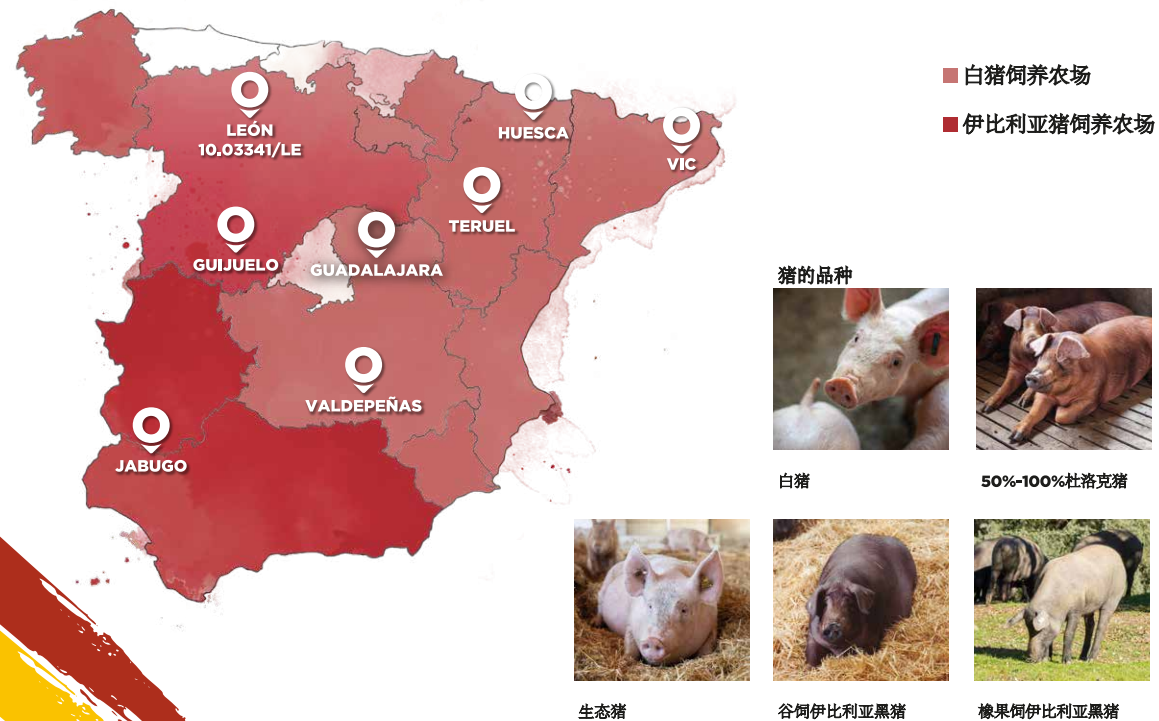 白猪饲养农场
伊比利亚猪饲养农场
LEÓN
10.03341/LE
HUESCA
VIC
TERUEL
GUIJUELO
GUADALAJARA
VALDEPEÑAS
JABUGO
猪的品种
白猪
50%-100%杜洛克猪
生态猪
谷饲伊比利亚黑猪
橡果饲伊比利亚黑猪